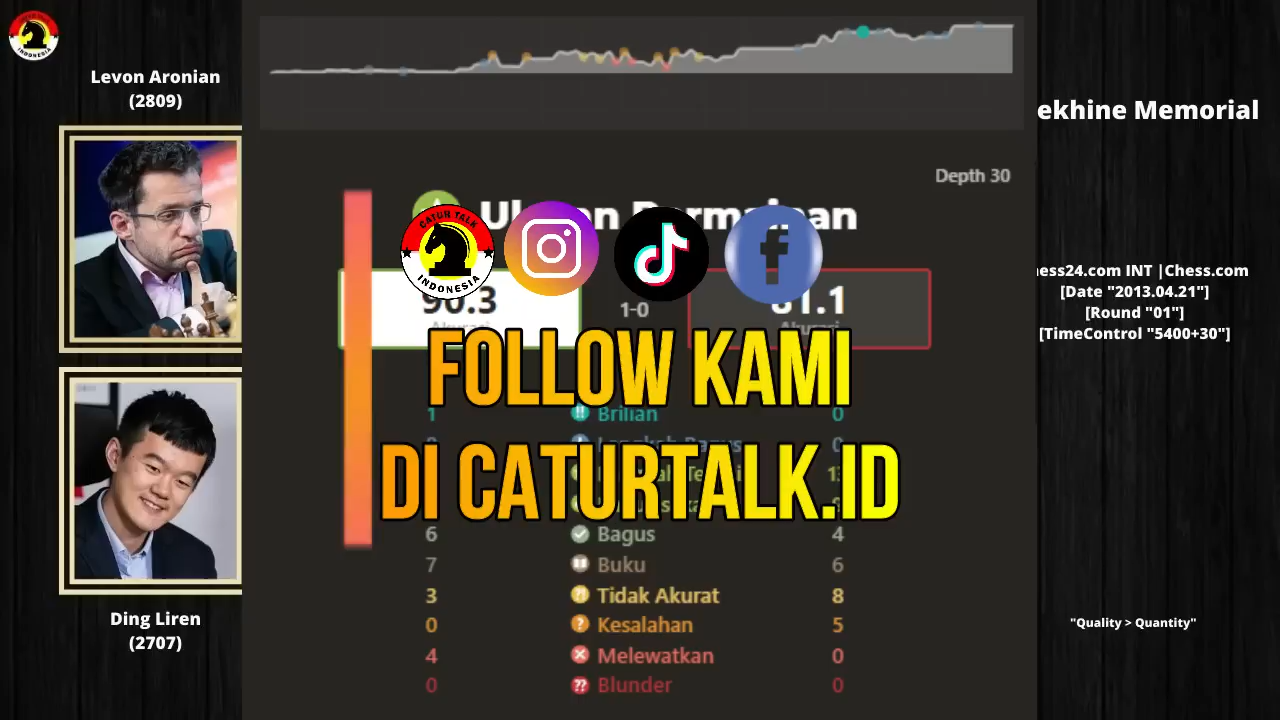 Levon Aronian
(2809)
ekhine Memorial
Depth 30
CATUR TALK
INDONESIA
90.3
1-0
81.1
ess24.com INT |Chess.com
[Date "2013.04.21"]
[Round "01"]
[TimeControl "5400+30"]
FOLLOW KAMI
DI CATURTALK.ID
1 Brilian 0
6 Bagus 4
7 Buku 6
3 Tidak Akurat 8
0 Kesalahan 5
4 Melewatkan 0
0 Blunder 0
Ding Liren
(2707)
"Quality > Quantity"